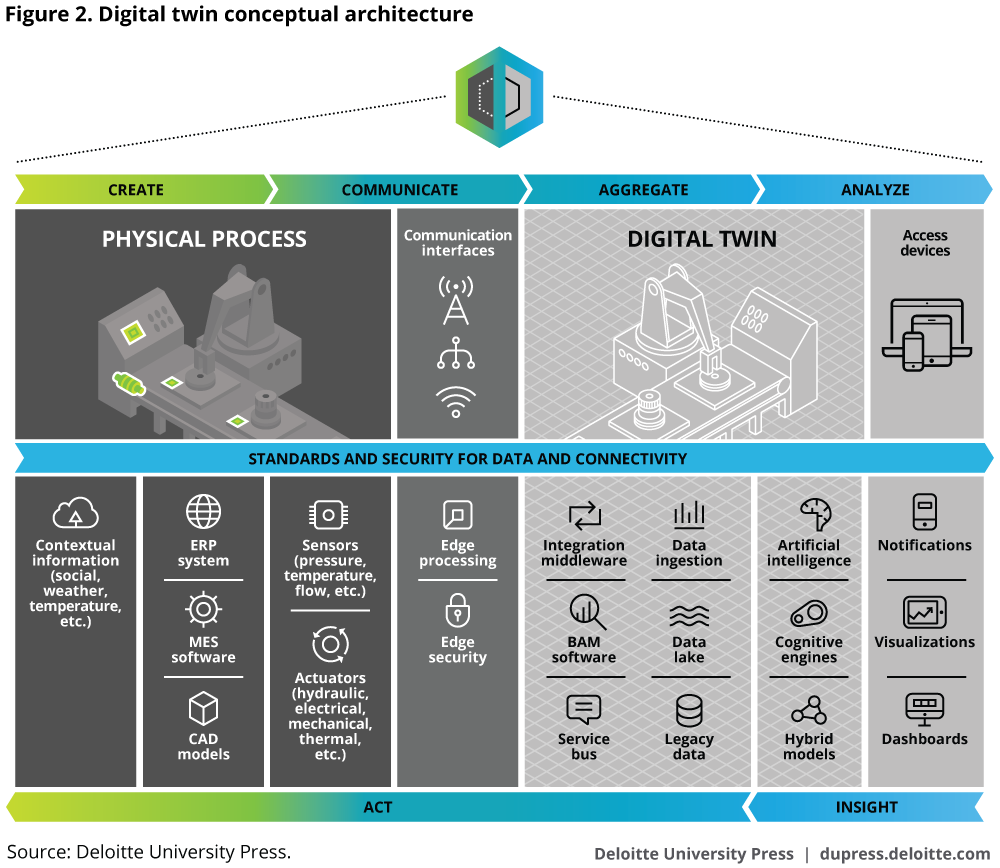 Figure 2. Digital twin conceptual architecture
CREATE
COMMUNICATE
AGGREGATE
ANALYZE
PHYSICAL PROCESS
Communication
interfaces
DIGITAL TWIN
Access
devices
STANDARDS AND SECURITY FOR DATA AND CONNECTIVITY
Contextual
information
(social,
weather,
temperature,
etc.)
ERP
system
MES
software
CAD
models
Sensors
(pressure,
temperature,
flow, etc.)
Actuators
(hydraulic,
electrical,
mechanical,
thermal,
etc.)
Edge
processing
Edge
security
Integration
middleware
BAM
software
Service
bus
Data
ingestion
Data
lake
Legacy
data
Artificial
intelligence
Cognitive
engines
Hybrid
models
Notifications
Visualizations
Dashboards
ACT
INSIGHT
Source: Deloitte University Press.
Deloitte University Press | dupress.deloitte.com